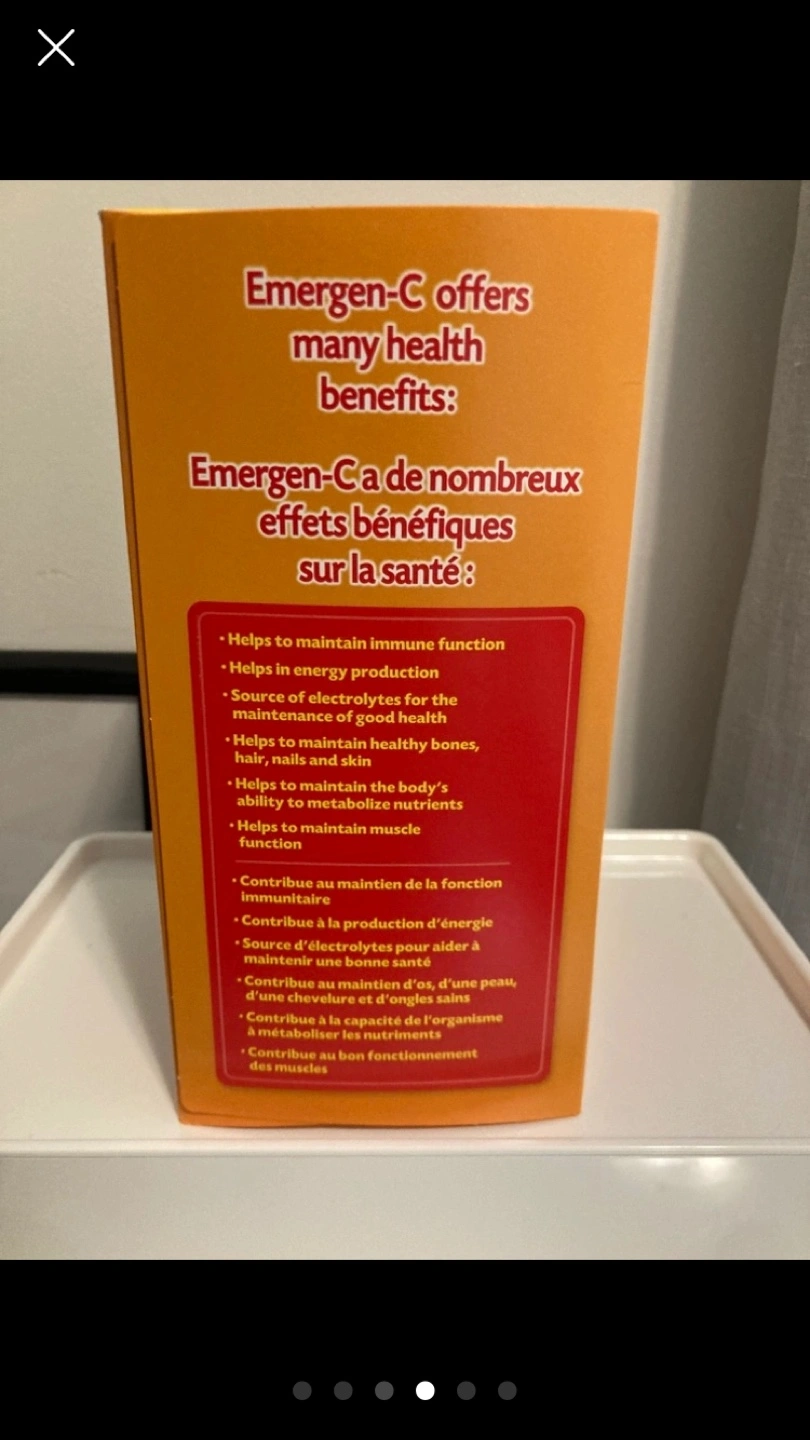 Emergen-C offers
many health
benefits:
Emergen-C a de nombreux
effets bénéfiques
sur la santé :
• Helps to maintain immune function
• Helps in energy production
• Source of electrolytes for the
maintenance of good health
• Helps to maintain healthy bones,
hair, nails and skin
• Helps to maintain the body's
ability to metabolize nutrients
• Helps to maintain muscle
function
• Contribue au maintien de la fonction
immunitaire
• Contribue à la production d'énergie
• Source d'électrolytes pour aider à
maintenir une bonne santé
• Contribue au maintien d'os, d'une peau,
d'une chevelure et d'ongles sains
• Contribue à la capacité de l'organisme
à métaboliser les nutriments
• Contribue au bon fonctionnement
des muscles